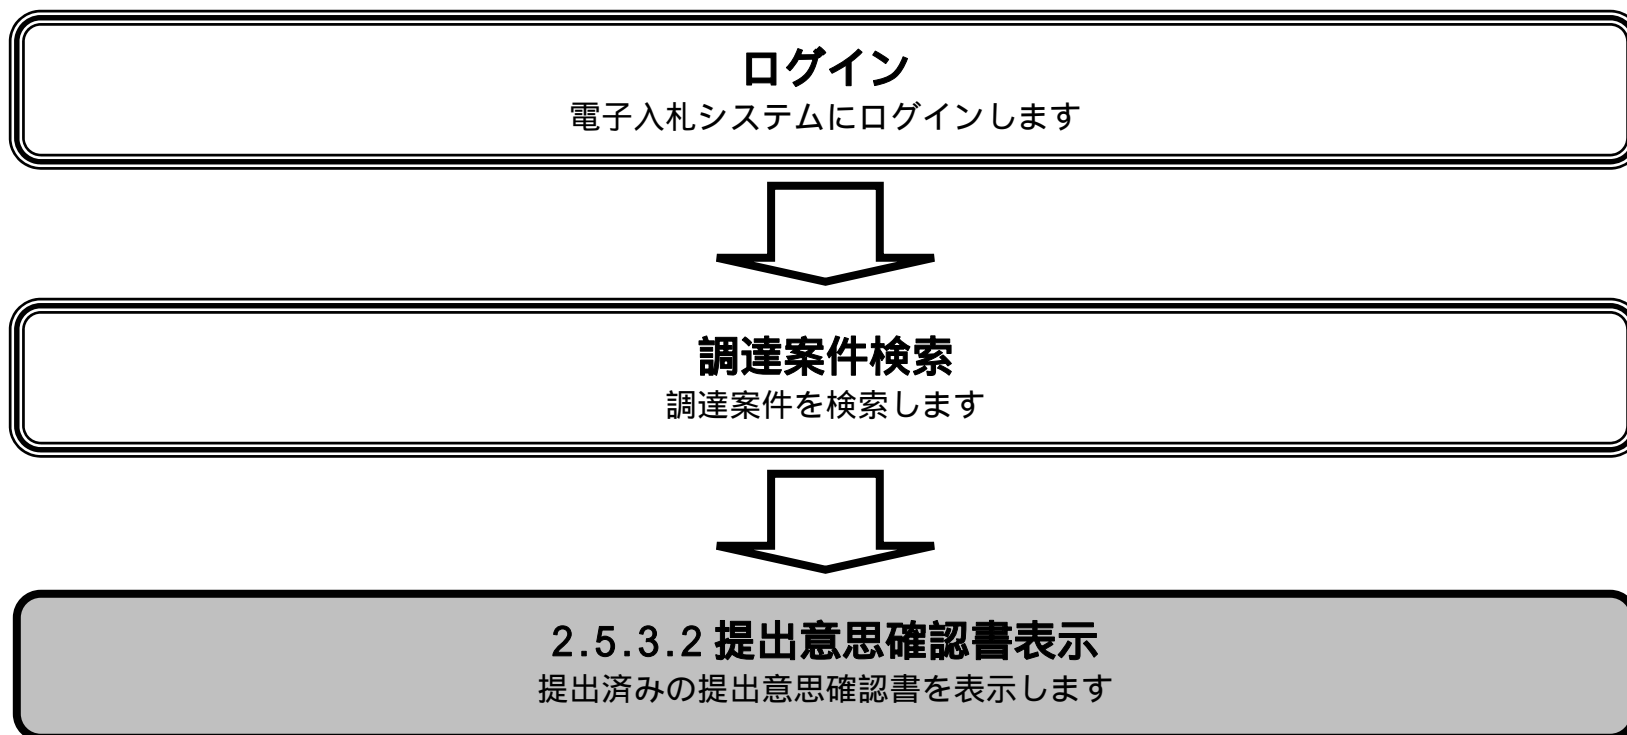 ログイン
電子入札システムにログインします
調達案件検索
調達案件を検索します
2.5.3.2 提出意思確認書表示
提出済みの提出意思確認書を表示します